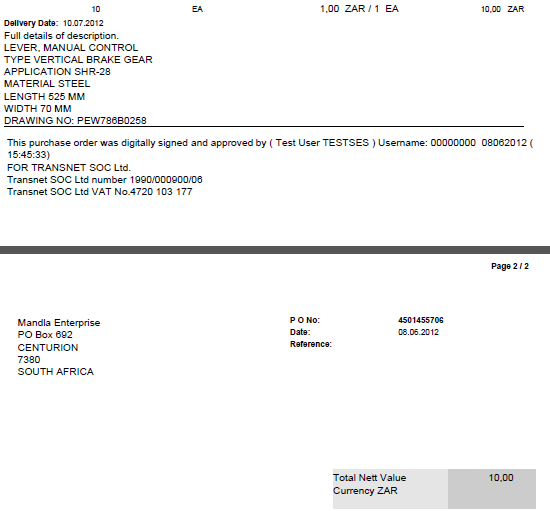 10 EA 1,00 ZAR / 1 EA 10,00 ZAR
Delivery Date: 10.07.2012
Full details of description.
LEVER, MANUAL CONTROL
TYPE VERTICAL BRAKE GEAR
APPLICATION SHR-28
MATERIAL STEEL
LENGTH 525 MM
WIDTH 70 MM
DRAWING NO: PEW786B0258
This purchase order was digitally signed and approved by ( Test User TESTSES ) Username: 00000000 08062012 (
15:45:33)
FOR TRANSNET SOC Ltd.
Transnet SOC Ltd number 1990/000900/06
Transnet SOC Ltd VAT No.4720 103 177
Page 2 / 2
Mandla Enterprise
PO Box 692
CENTURION
7380
SOUTH AFRICA
P O No: 4501455706
Date: 08.06.2012
Reference:
Total Nett Value 10,00
Currency ZAR